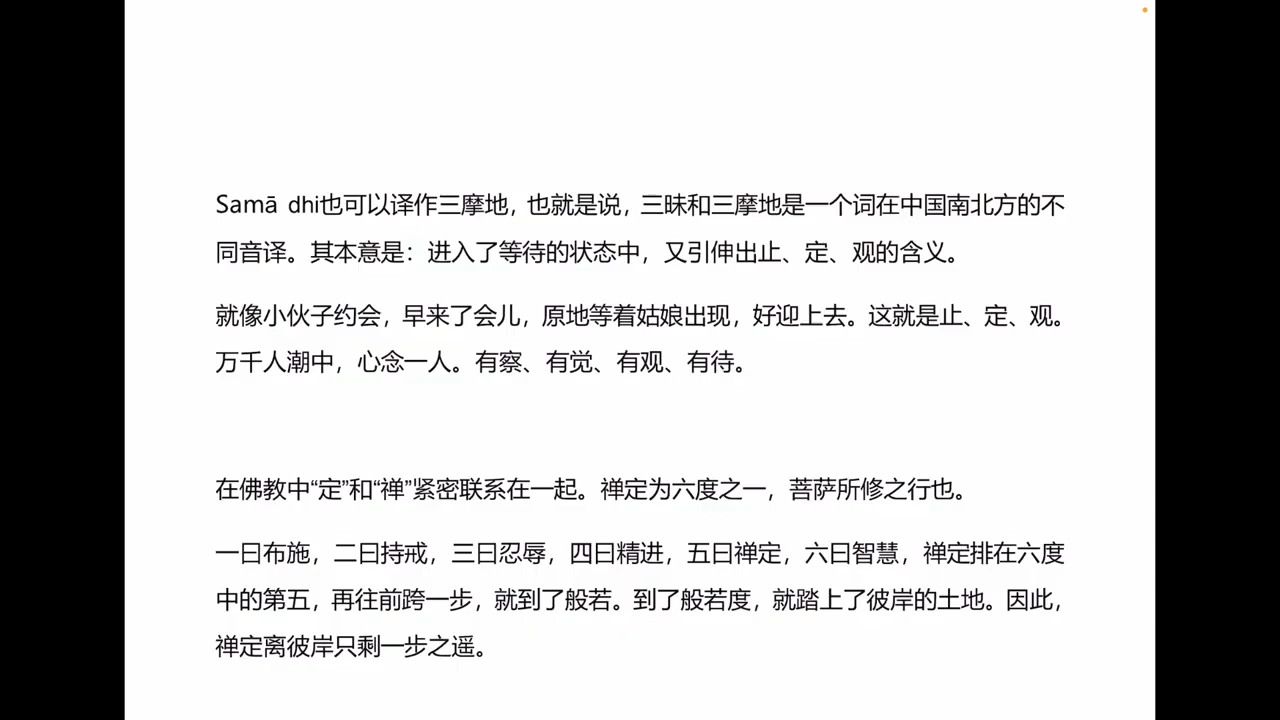 Samā dhi也可以译作三摩地，也就是说，三昧和三摩地是一个词在中国南北方的不
同音译。其本意是：进入了等待的状态中，又引伸出止、定、观的含义。
就像小伙子约会，早来了会儿，原地等着姑娘出现，好迎上去。这就是止、定、观。
万千人潮中，心念一人。有察、有觉、有观、有待。
在佛教中“定”和“禅”紧密联系在一起。禅定为六度之一，菩萨所修之行也。
一曰布施，二曰持戒，三曰忍辱，四曰精进，五曰禅定，六曰智慧，禅定排在六度
中的第五，再往前跨一步，就到了般若。到了般若度，就踏上了彼岸的土地。因此，
禅定离彼岸只剩一步之遥。